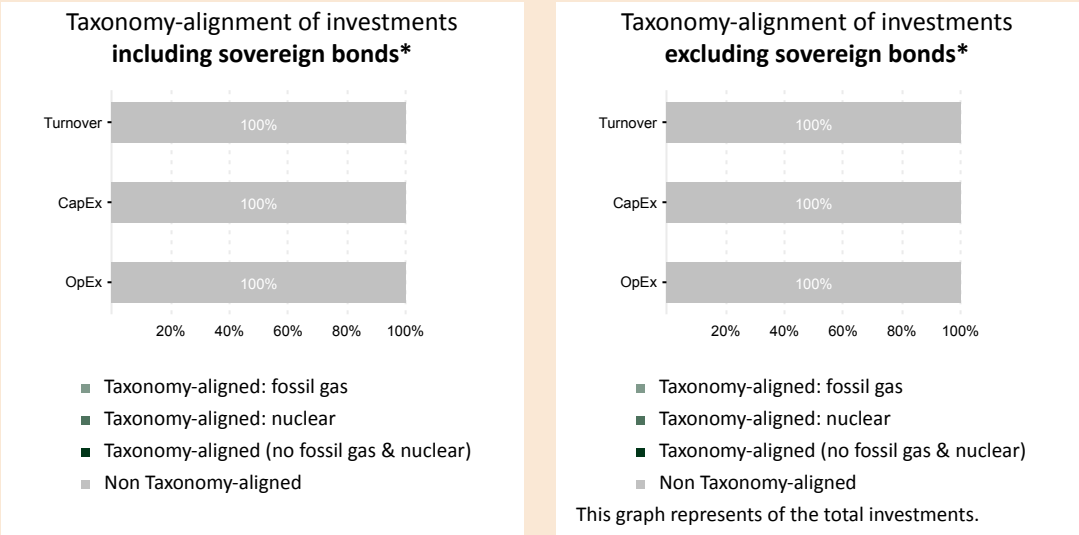 Taxonomy-alignment of investments
including sovereign bonds*
Turnover
100%
CapEx
100%
OpEx
100%
20% 40% 60% 80% 100%
Taxonomy-aligned: fossil gas
Taxonomy-aligned: nuclear
Taxonomy-aligned (no fossil gas & nuclear)
Non Taxonomy-aligned
Taxonomy-alignment of investments
excluding sovereign bonds*
Turnover
100%
CapEx
100%
OpEx
100%
20% 40% 60% 80% 100%
Taxonomy-aligned: fossil gas
Taxonomy-aligned: nuclear
Taxonomy-aligned (no fossil gas & nuclear)
Non Taxonomy-aligned
This graph represents of the total investments.